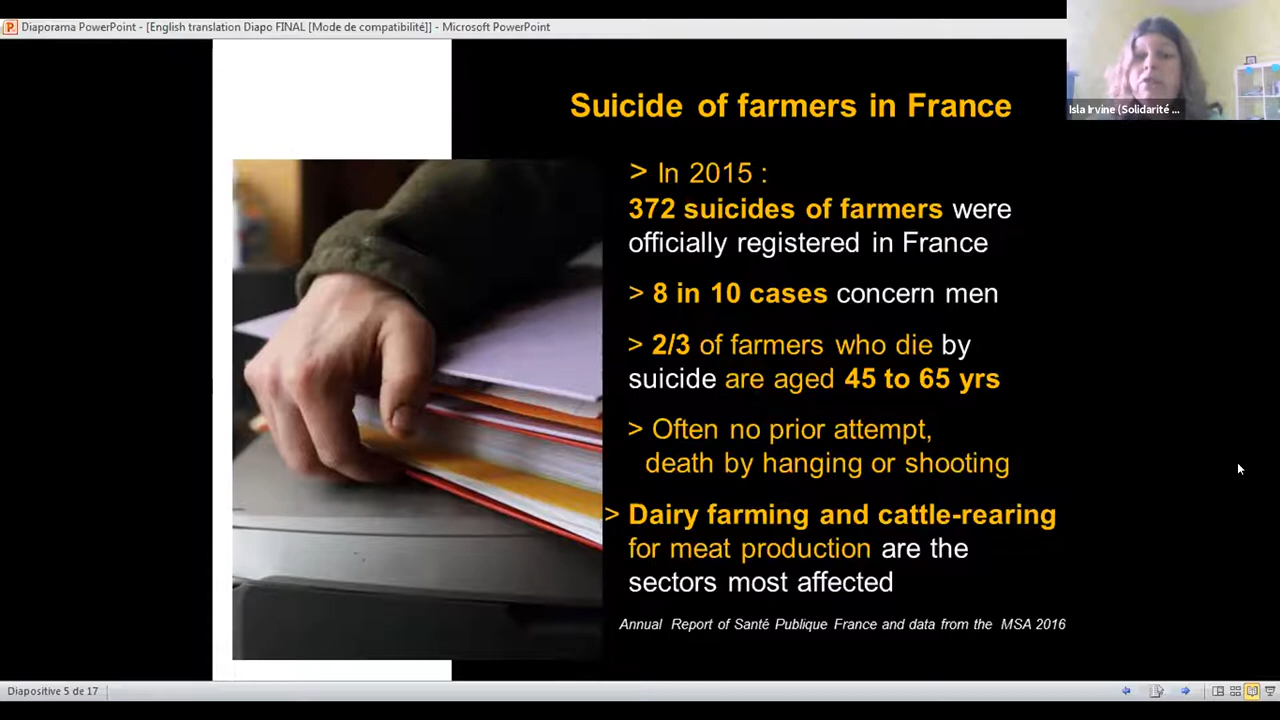 Diaporama PowerPoint - [English translation Diapo FINAL [Mode de compatibilité]] - Microsoft PowerPoint
Isla Irvine (Solidarité ...
Suicide of farmers in France
> In 2015 :
372 suicides of farmers were
officially registered in France
> 8 in 10 cases concern men
> 2/3 of farmers who die by
suicide are aged 45 to 65 yrs
> Often no prior attempt,
death by hanging or shooting
> Dairy farming and cattle-rearing
for meat production are the
sectors most affected
Annual Report of Santé Publique France and data from the MSA 2016
Diapositive 5 de 17